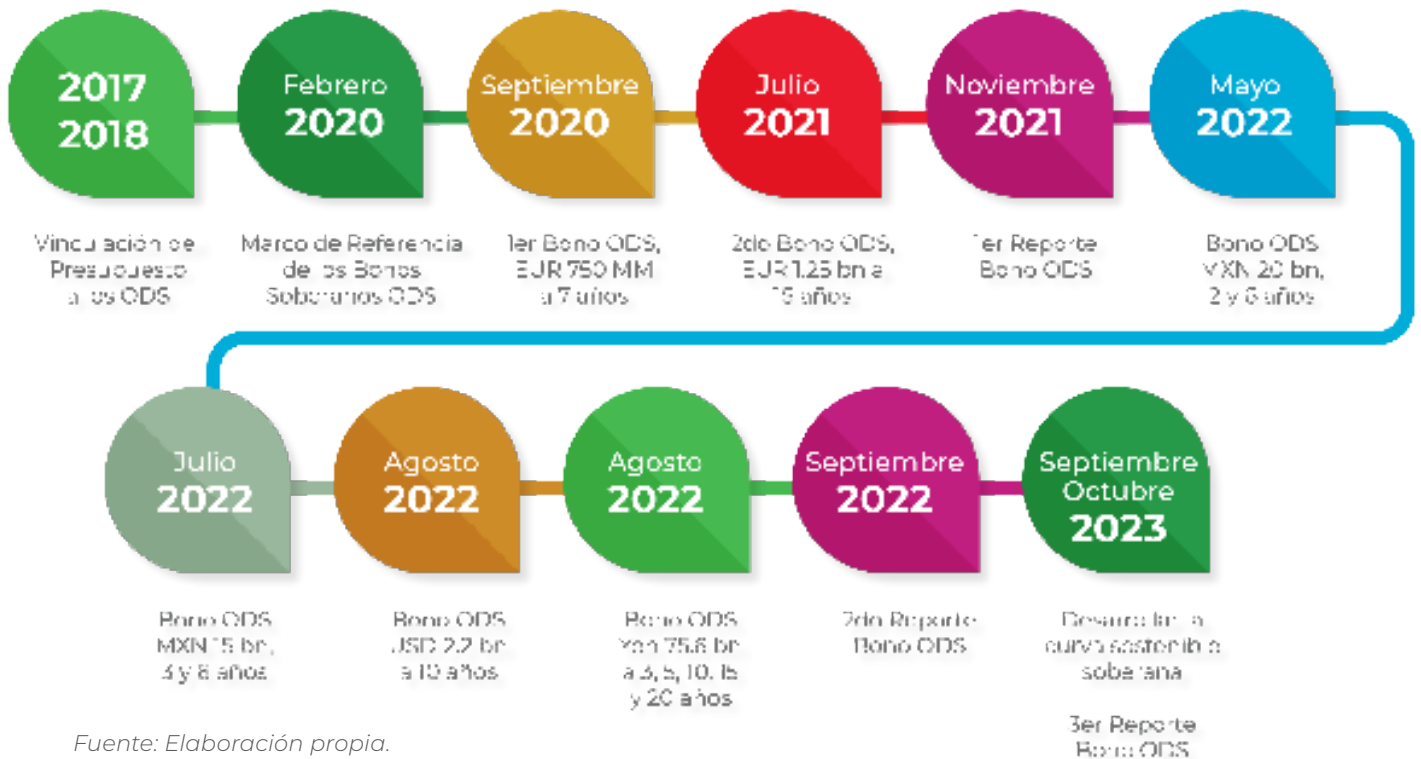 2017
2018
Vinculación de
Presupuesto
a los ODS
Febrero
2020
Marco de Referencia
de los Bonos
Soberanos ODS
Septiembre
2020
1er Bono ODS,
EUR 750 MM
a 7 años
Julio
2021
2do Bono ODS,
EUR 1.25 bn a
15 años
Noviembre
2021
1er Reporte
Bono ODS
Mayo
2022
Bono ODS
MXN 20 bn,
2 y años
Julio
2022
Bono ODS
MXN 15 bn,
3 y 8 años
Agosto
2022
Bono ODS
USD 2.2 bn
a 10 años
Agosto
2022
Bono ODS
Yen 75.6 bn
a 3, 5, 10, 15
y 20 años
Septiembre
2022
2do Reporte
Bono ODS
Septiembre
Octubre
2023
Desarrollar la
curva sostenible
soberana
3er Reporte
Bono ODS
Fuente: Elaboración propia.